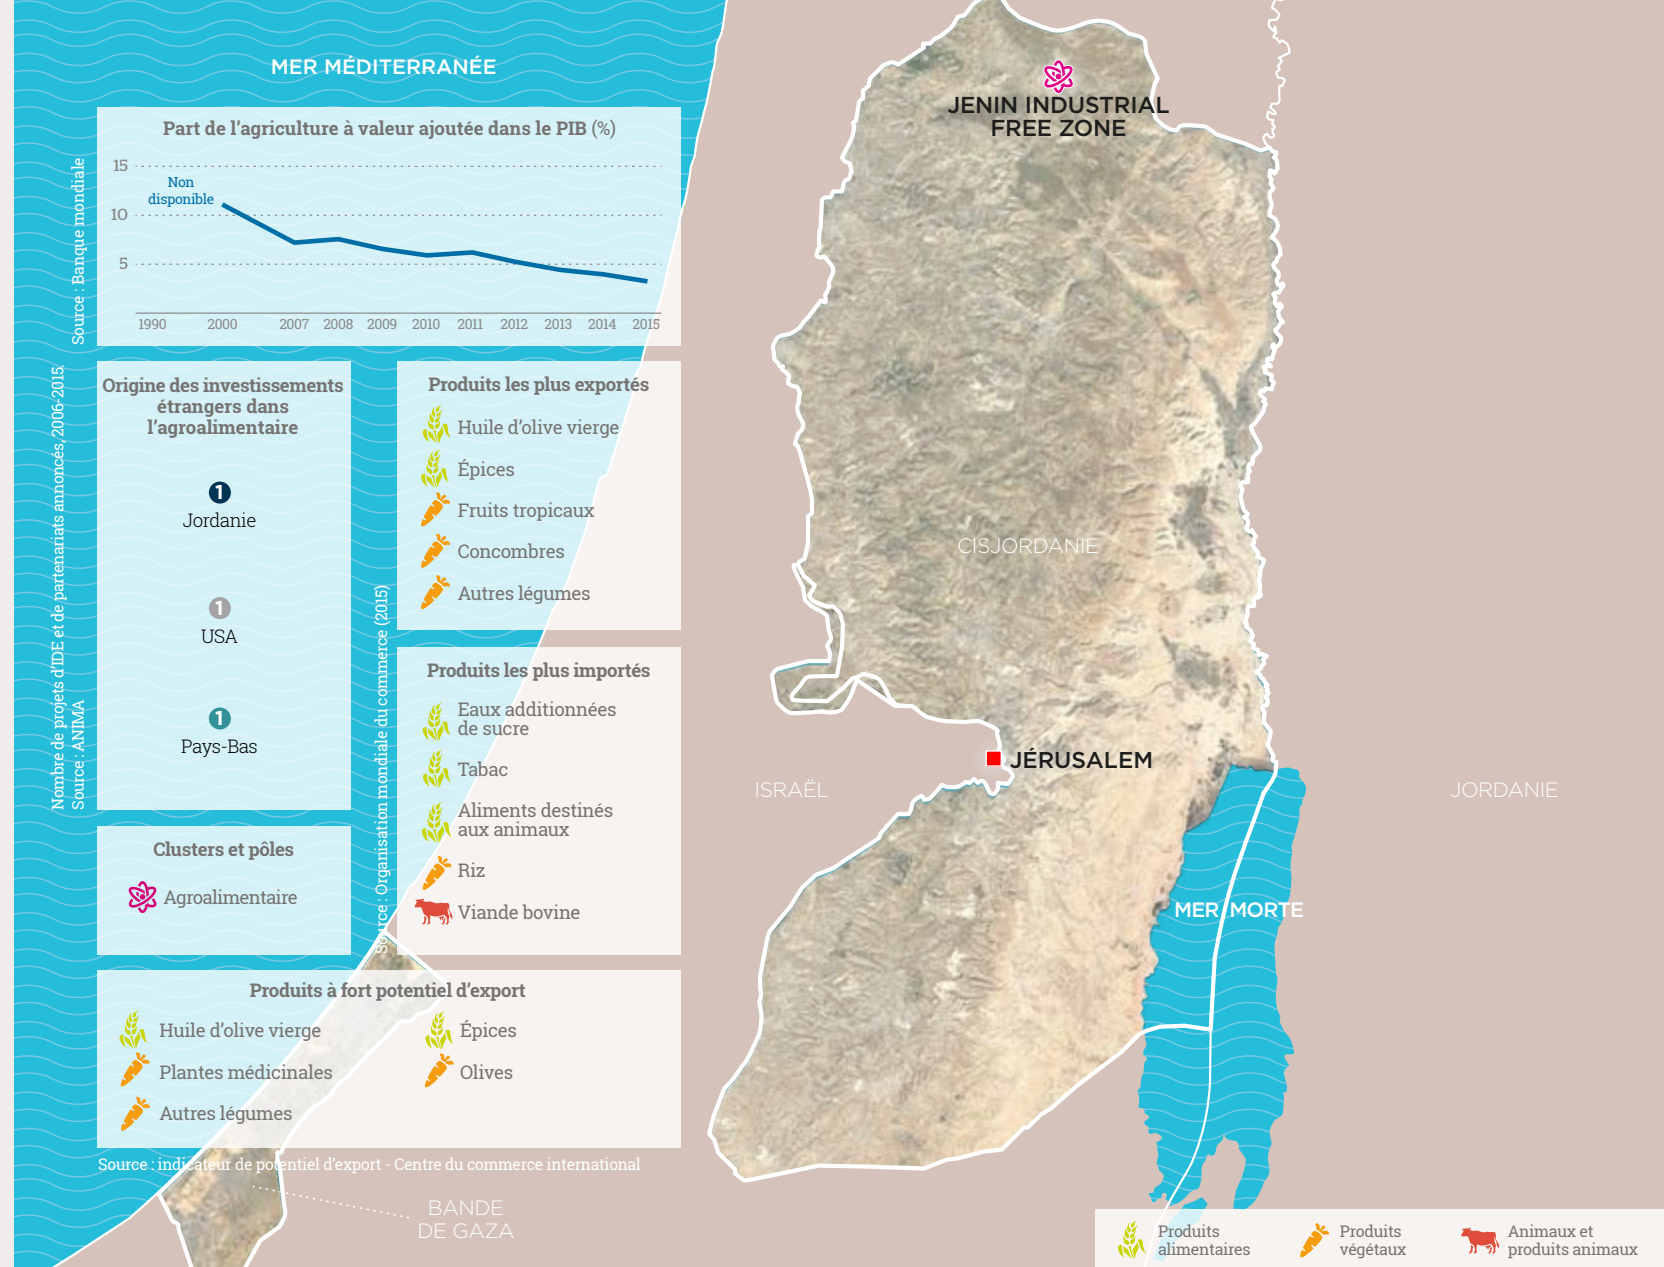 MER MÉDITERRANÉE
Part de l’agriculture à valeur ajoutée dans le PIB (%)
15
10
5
Non
disponible
1990 2000 2007 2008 2009 2010 2011 2012 2013 2014 2015
Source : Banque mondiale
Origine des investissements
étrangers dans
l’agroalimentaire
1
Jordanie
1
USA
1
Pays-Bas
Nombre de projets d’IDE et de partenariats annoncés, 2006-2015.
Source : ANIMA
Clusters et pôles
Agroalimentaire
Produits les plus exportés
Huile d’olive vierge
Épices
Fruits tropicaux
Concombres
Autres légumes
Produits les plus importés
Eaux additionnées
de sucre
Tabac
Aliments destinés
aux animaux
Riz
Viande bovine
Source : Organisation mondiale du commerce (2015)
Produits à fort potentiel d’export
Huile d’olive vierge
Plantes médicinales
Autres légumes
Épices
Olives
Source : indicateur de potentiel d’export - Centre du commerce international
BANDE
DE GAZA
JENIN INDUSTRIAL
FREE ZONE
CISJORDANIE
JÉRUSALEM
ISRAËL
JORDANIE
MER MORTE
Produits
alimentaires
Produits
végétaux
Animaux et
produits animaux